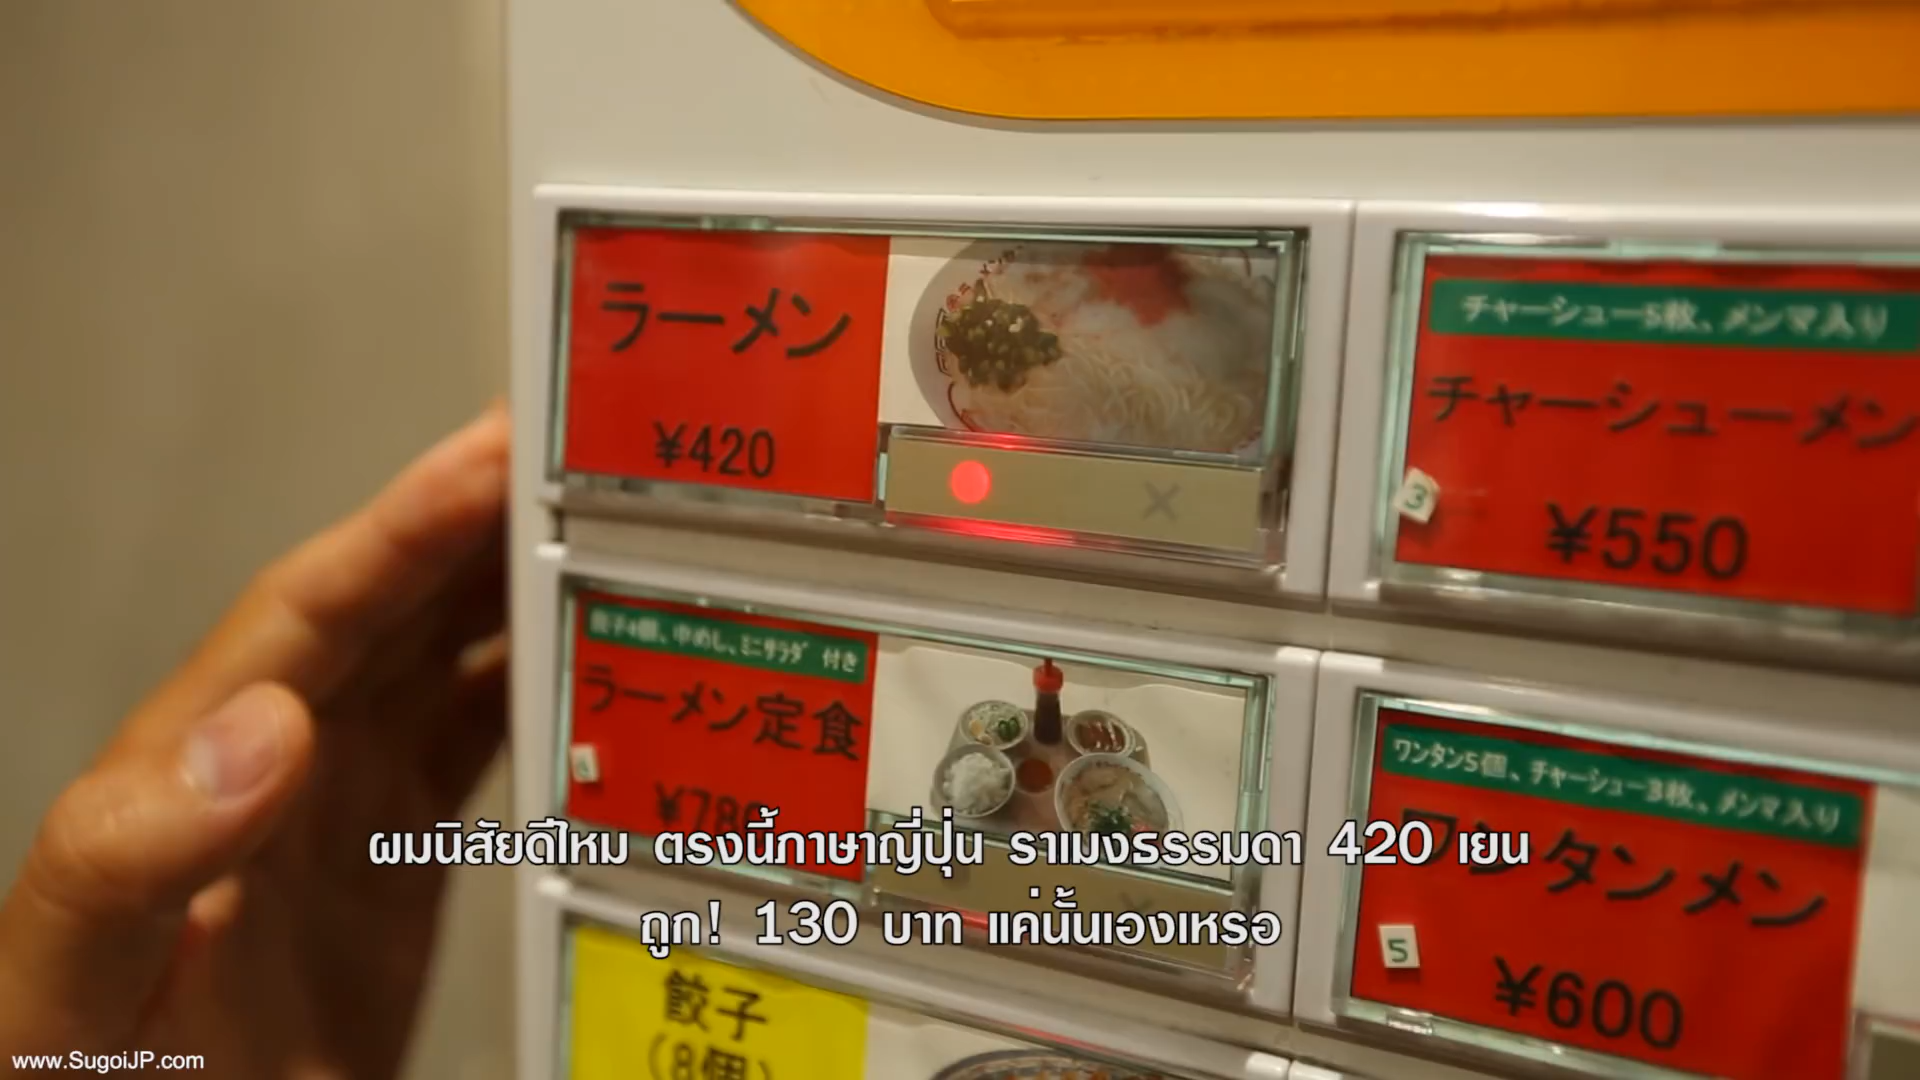 ラーメン
¥420
チャーシュー5枚、メンマ入り
チャーシューメン
3
¥550
餃子4個、中めし、ミニサラダ 付き
ラーメン定食
4
ワンタン5個、チャーシュー3枚、メンマ入り
ワンタンメン
5
¥600
餃子
(8個)
ผมนิสัยดีไหม ตรงนี้ภาษาญี่ปุ่น ราเมงธรรมดา 420 เยน
ถูก! 130 บาท แค่นั้นเองเหรอ
www.SugoiJP.com